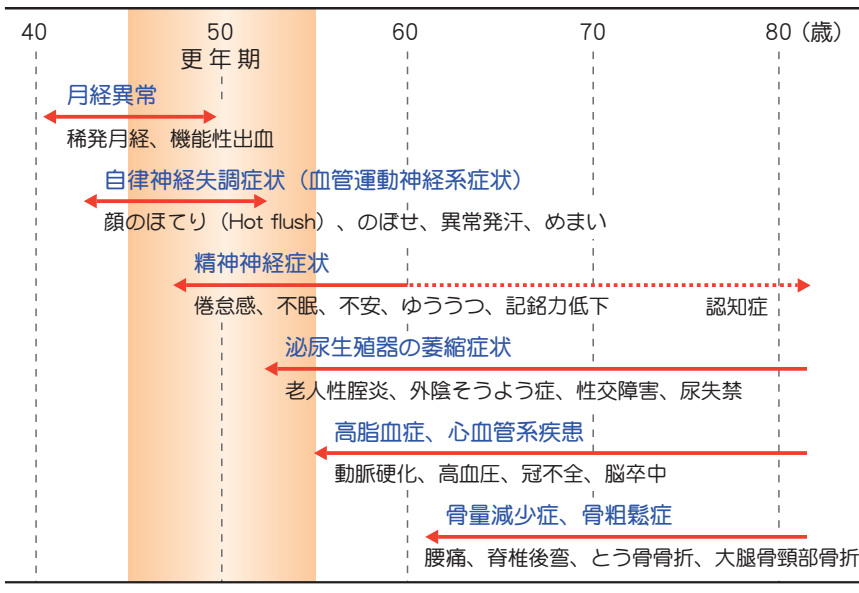 40 50 60 70 80（歳）
更年期
月経異常
稀発月経、機能性出血
自律神経失調症状（血管運動神経系症状）
顔のほてり（Hot flush）、のぼせ、異常発汗、めまい
精神神経症状
倦怠感、不眠、不安、ゆううつ、記銘力低下 認知症
泌尿生殖器の萎縮症状
老人性腟炎、外陰そうよう症、性交障害、尿失禁
高脂血症、心血管系疾患
動脈硬化、高血圧、冠不全、脳卒中
骨量減少症、骨粗鬆症
腰痛、脊椎後弯、とう骨骨折、大腿骨頸部骨折